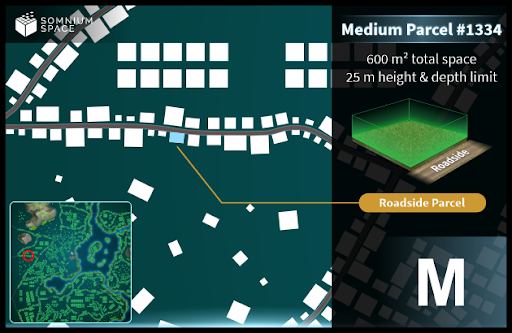 SOMNIUM
SPACE
Medium Parcel #1334
600 m² total space
25 m height & depth limit
Roadside
Roadside Parcel
M